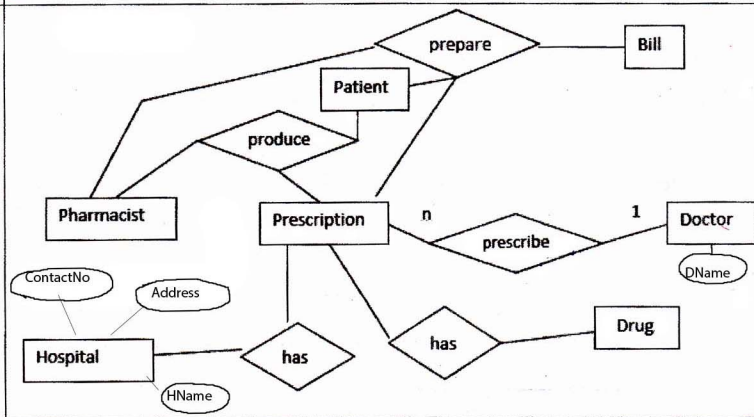 prepare
Bill
Patient
produce
Pharmacist
Prescription
n
1
Doctor
prescribe
DName
ContactNo
Address
Drug
Hospital
has
has
HName